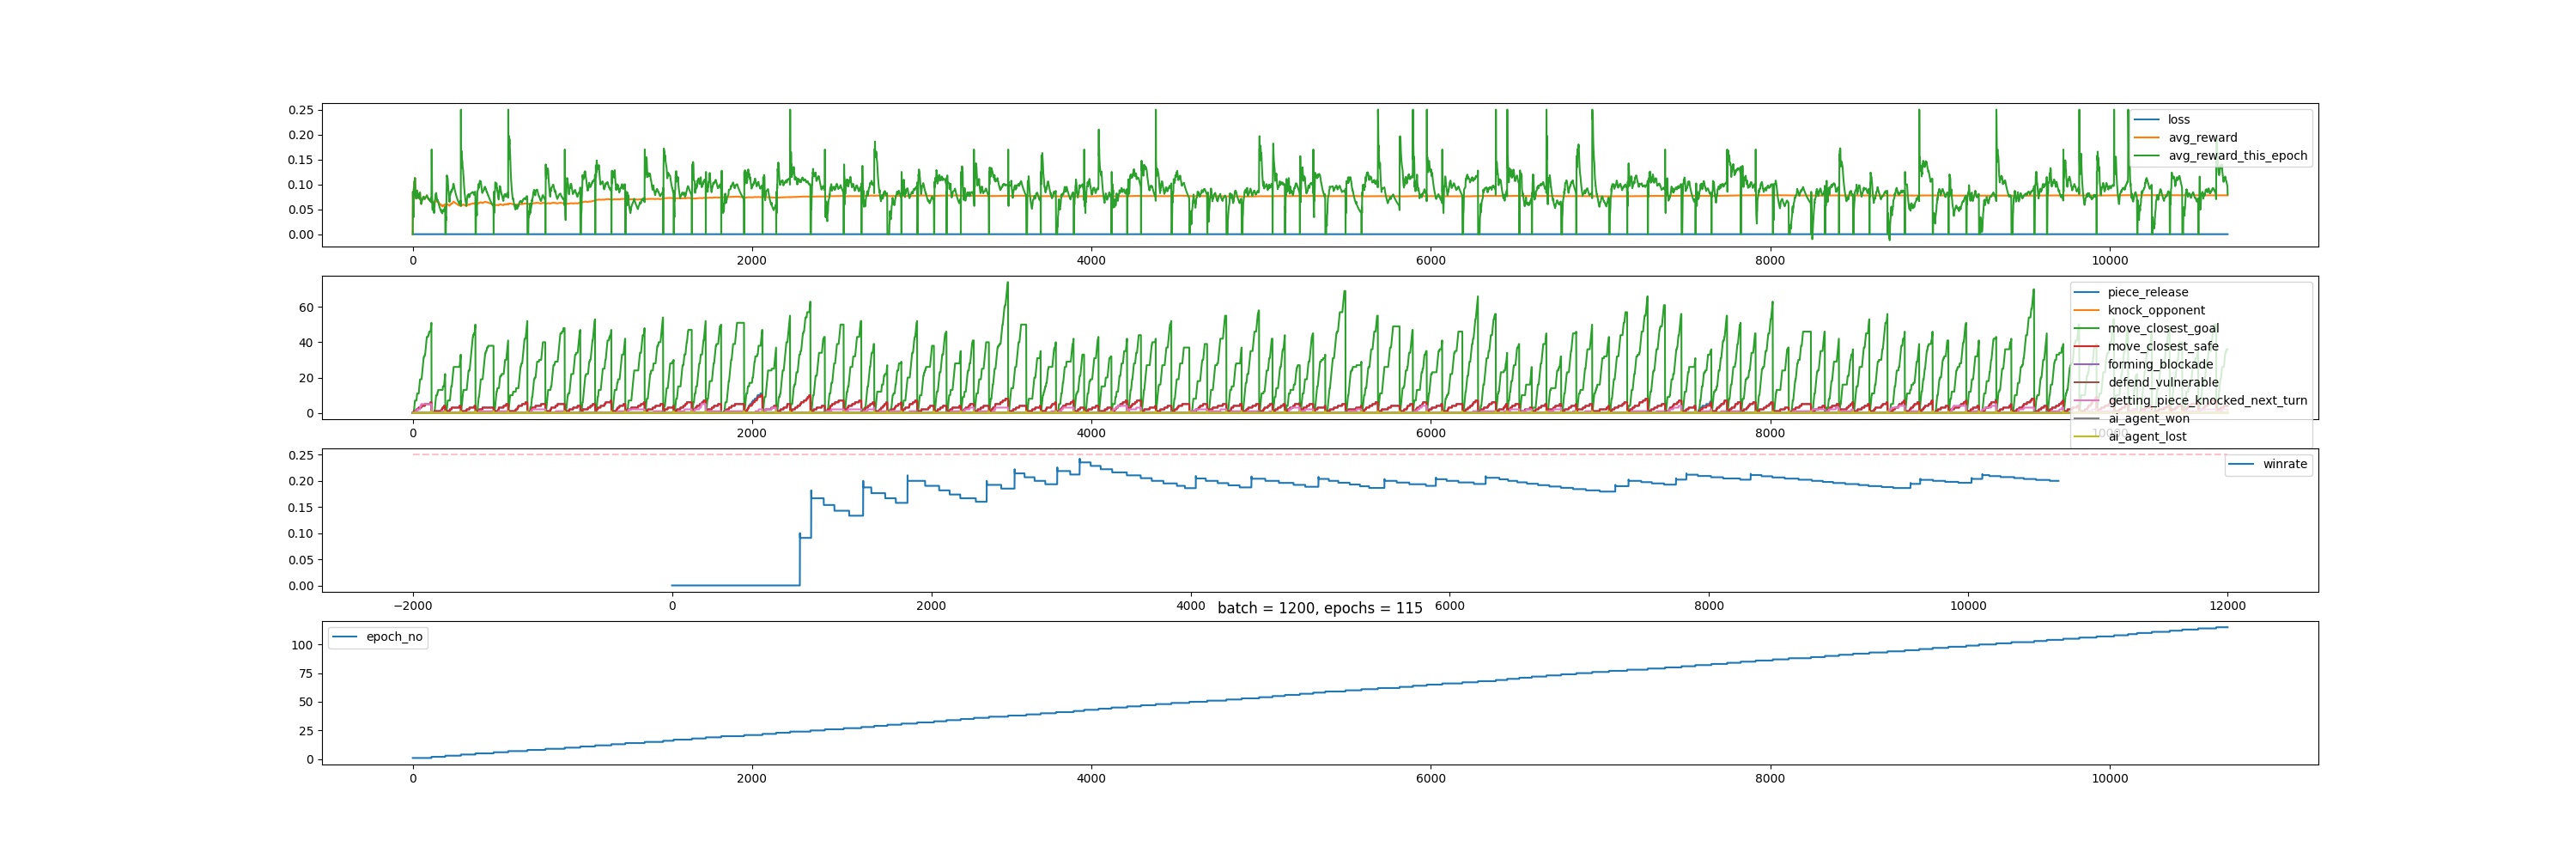 0.25
0.20
0.15
0.10
0.05
0.00
loss
avg_reward
avg_reward_this_epoch
0 2000 4000 6000 8000 10000
60
40
20
0
piece_release
knock_opponent
move_closest_goal
move_closest_safe
forming_blockade
defend_vulnerable
getting_piece_knocked_next_turn
ai_agent_won
ai_agent_lost
0 2000 4000 6000 8000 10000
0.25
0.20
0.15
0.10
0.05
0.00
winrate
−2000 0 2000 4000 6000 8000 10000 12000
batch = 1200, epochs = 115
epoch_no
100
75
50
25
0
0 2000 4000 6000 8000 10000